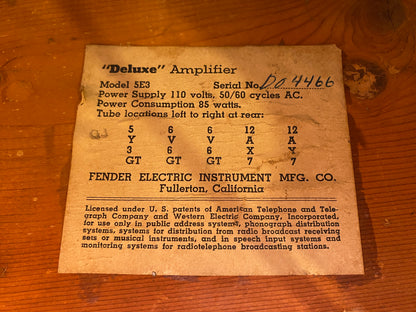 "Deluxe" Amplifier
Model 5E3 Serial No. D04466
Power Supply 110 volts, 50/60 cycles AC.
Power Consumption 85 watts.
Tube locations left to right at rear:
5 6 6 12 12
Y V V A A
3 6 6 X Y
GT GT GT 7 7
FENDER ELECTRIC INSTRUMENT MFG. CO.
Fullerton, California
Licensed under U. S. patents of American Telephone and Tele-
graph Company and Western Electric Company, Incorporated,
for use only in public address systems, phonograph distribution
systems, systems for distribution from radio broadcast receiving
sets or musical instruments, and in speech input systems and
monitoring systems for radiotelephone broadcasting stations.